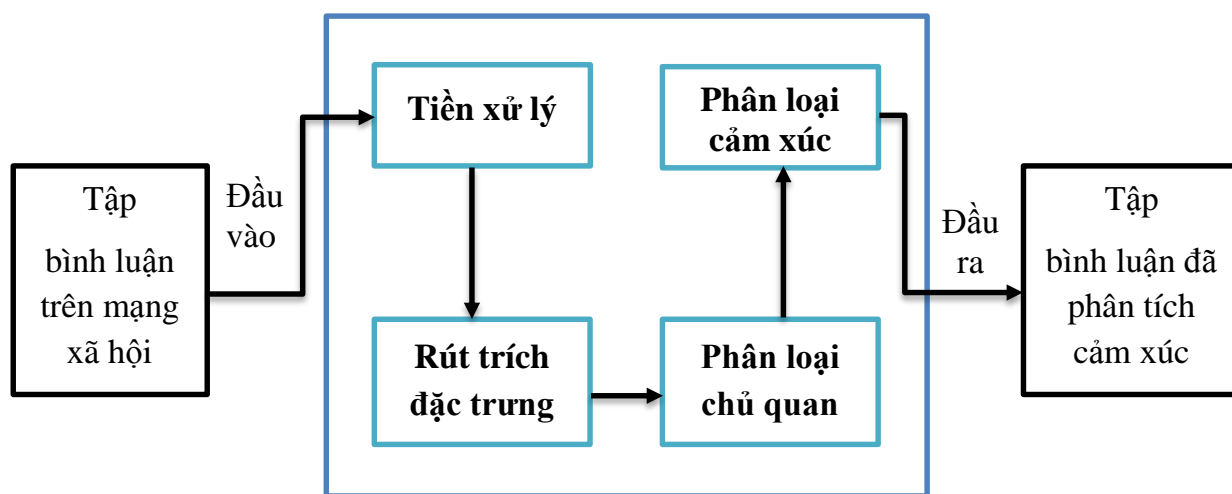 Tập
bình luận
trên mạng
xã hội
Đầu
vào
Tiền xử lý
Rút trích
đặc trưng
Phân loại
chủ quan
Phân loại
cảm xúc
Đầu
ra
Tập
bình luận đã
phân tích
cảm xúc